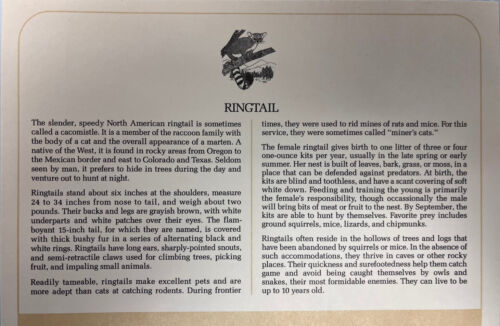 RINGTAIL
The slender, speedy North American ringtail is sometimes
called a cacomistle. It is a member of the raccoon family with
the body of a cat and the overall appearance of a marten. A
native of the West, it is found in rocky areas from Oregon to
the Mexican border and east to Colorado and Texas. Seldom
seen by man, it prefers to hide in trees during the day and
venture out to hunt at night.
Ringtails stand about six inches at the shoulders, measure
24 to 34 inches from nose to tail, and weigh about two
pounds. Their backs and legs are grayish brown, with white
underparts and white patches over their eyes. The flam-
boyant 15-inch tail, for which they are named, is covered
with thick bushy fur in a series of alternating black and
white rings. Ringtails have long ears, sharply-pointed snouts,
and semi-retractile claws used for climbing trees, picking
fruit, and impaling small animals.
Readily tameable, ringtails make excellent pets and are
more adept than cats at catching rodents. During frontier
times, they were used to rid mines of rats and mice. For this
service, they were sometimes called "miner's cats."
The female ringtail gives birth to one litter of three or four
one-ounce kits per year, usually in the late spring or early
summer. Her nest is built of leaves, bark, grass, or moss, in a
place that can be defended against predators. At birth, the
kits are blind and toothless, and have a scant covering of soft
white down. Feeding and training the young is primarily
the female's responsibility, though occasionally the male
will bring bits of meat or fruit to the nest. By September, the
kits are able to hunt by themselves. Favorite prey includes
ground squirrels, mice, lizards, and chipmunks.
Ringtails often reside in the hollows of trees and logs that
have been abandoned by squirrels or mice. In the absence of
such accommodations, they thrive in caves or other rocky
places. Their quickness and surefootedness help them catch
game and avoid being caught themselves by owls and
snakes, their most formidable enemies. They can live to be
up to 10 years old.